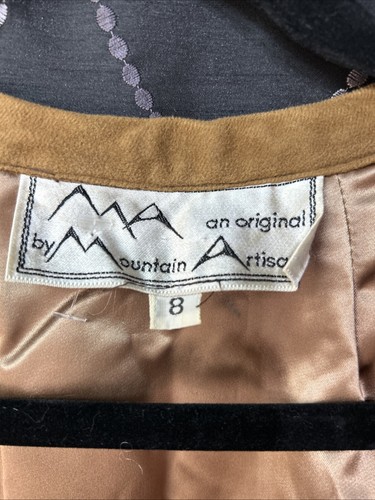 an original
by Mountain Artisa
8